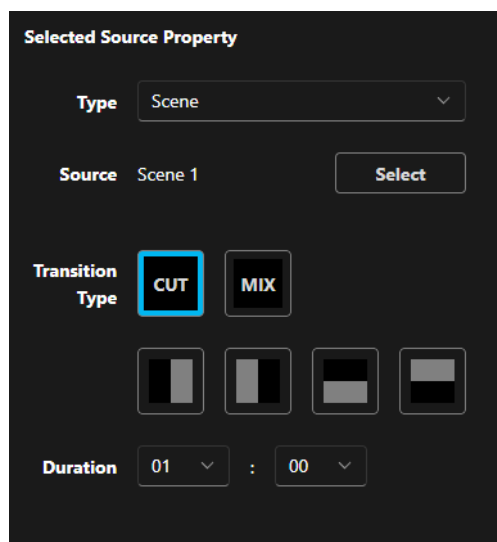 Selected Source Property
Type Scene
Source Scene 1 Select
Transition
Type
CUT MIX
Duration 01 : 00